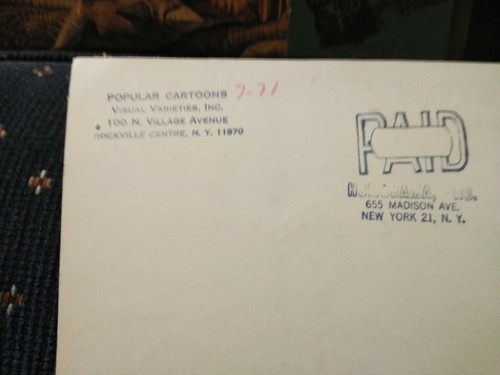 POPULAR CARTOONS 7-71
VISUAL VARIETIES, INC.
100 N. VILLAGE AVENUE
ROCKVILLE CENTRE, N. Y. 11870
PAID
655 MADISON AVE.
NEW YORK 21, N. Y.